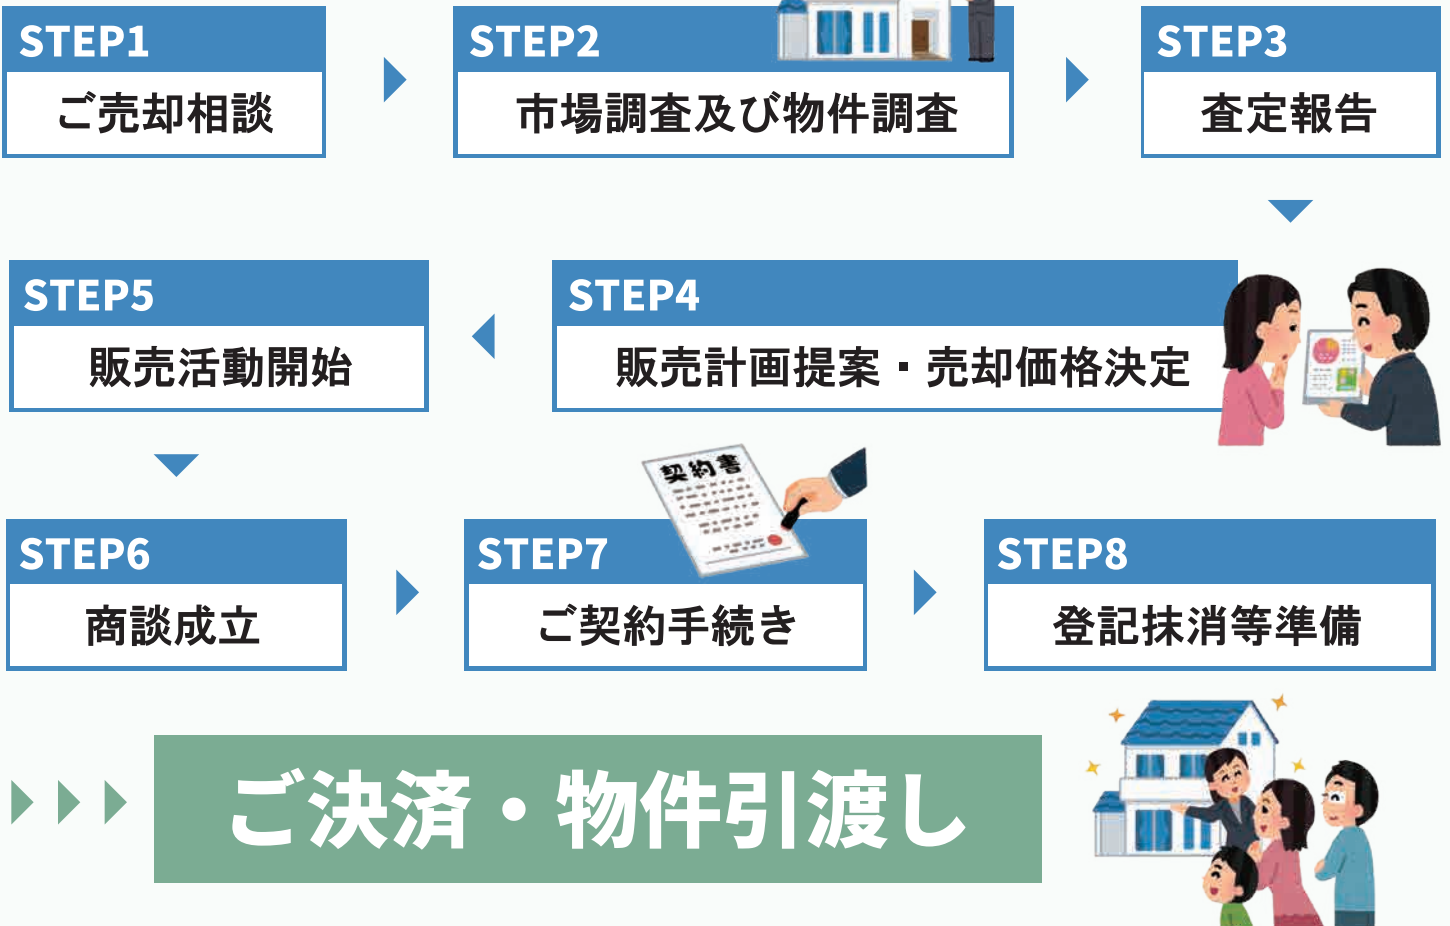 STEP1
ご売却相談
STEP2
市場調査及び物件調査
STEP3
査定報告
STEP4
販売計画提案・売却価格決定
STEP5
販売活動開始
STEP6
商談成立
契約書
STEP7
ご契約手続き
STEP8
登記抹消等準備
ご決済・物件引渡し